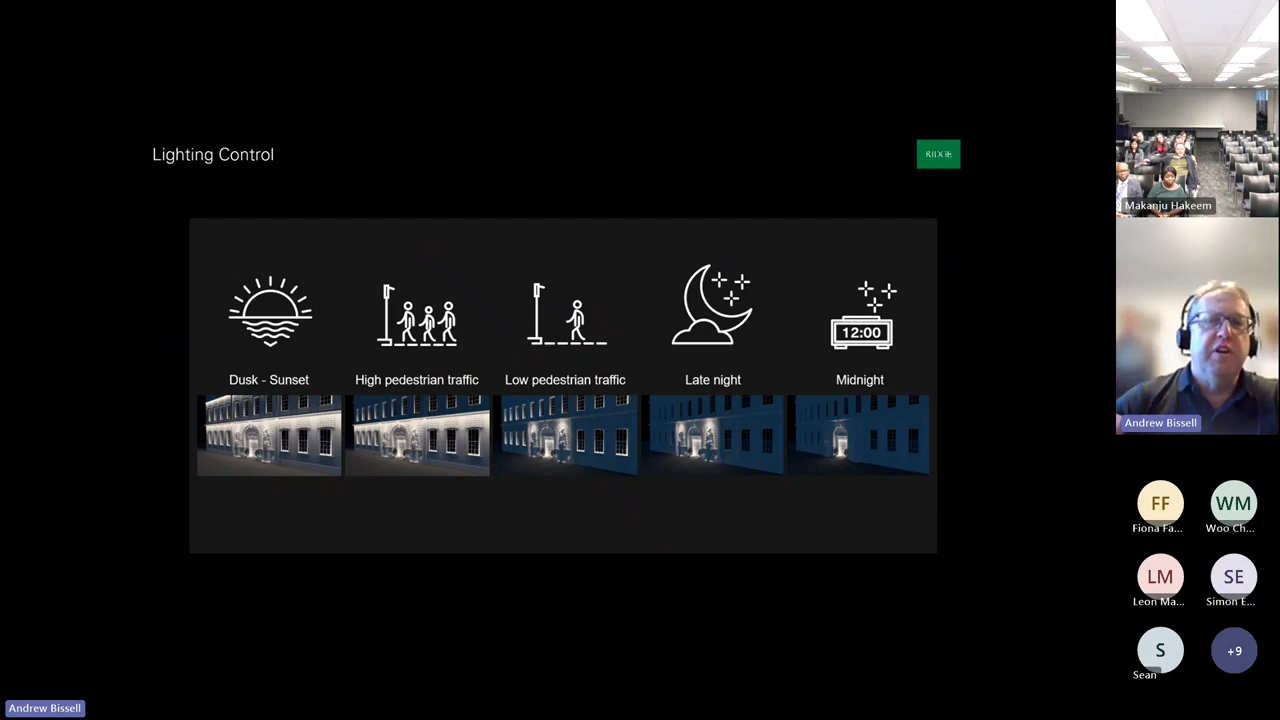 Lighting Control
RIDGE
12:00
Dusk - Sunset
High pedestrian traffic
Low pedestrian traffic
Late night
Midnight
Makanju Hakeem
Andrew Bissell
FF
WM
Fiona Fa...
Woo Ch...
LM
SE
Leon Ma...
Simon E...
S
+9
Sean
Andrew Bissell